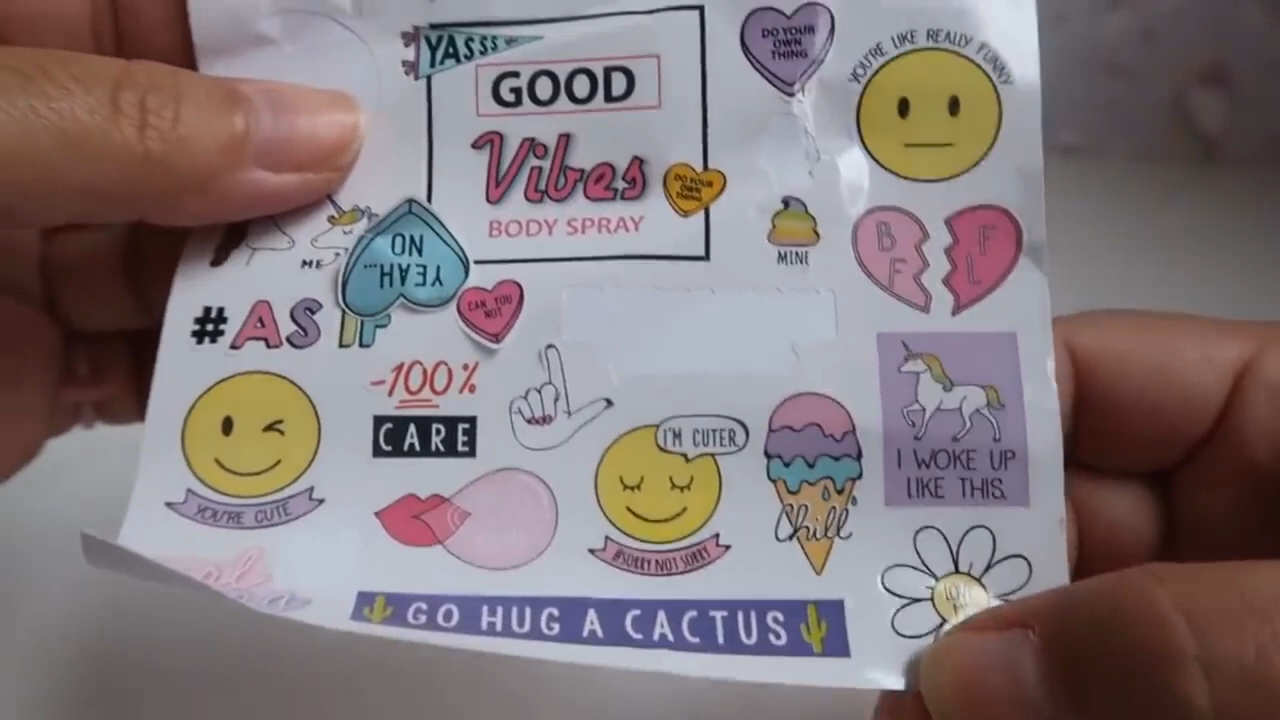 YASSS
GOOD
Vibes
BODY SPRAY
DO YOUR
OWN
THING
YOU'RE LIKE REALLY FUNNY
DO YOUR
OWN
THING
MINE
B
F
F
L
ME
YEAH...
NO
CAN YOU
NOT
#AS IF
-100%
CARE
I'M CUTER.
YOU'RE CUTE
#SORRY NOT SORRY
Chill
I WOKE UP
LIKE THIS.
GO HUG A CACTUS